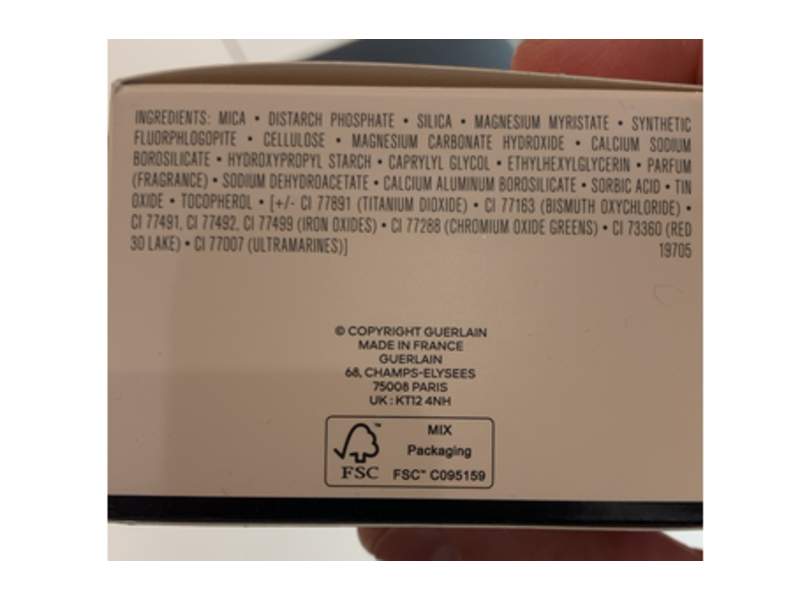 INGREDIENTS: MICA • DISTARCH PHOSPHATE • SILICA • MAGNESIUM MYRISTATE • SYNTHETIC
FLUORPHLOGOPITE • CELLULOSE • MAGNESIUM CARBONATE HYDROXIDE • CALCIUM SODIUM
BOROSILICATE • HYDROXYPROPYL STARCH • CAPRYLYL GLYCOL • ETHYLHEXYLGLYCERIN • PARFUM
(FRAGRANCE) • SODIUM DEHYDROACETATE • CALCIUM ALUMINUM BOROSILICATE • SORBIC ACID • TIN
OXIDE • TOCOPHEROL • [+/- CI 77891 (TITANIUM DIOXIDE) • CI 77163 (BISMUTH OXYCHLORIDE) •
CI 77491, CI 77492, CI 77499 (IRON OXIDES) • CI 77288 (CHROMIUM OXIDE GREENS) • CI 73360 (RED
30 LAKE) • CI 77007 (ULTRAMARINES)] 19705
© COPYRIGHT GUERLAIN
MADE IN FRANCE
GUERLAIN
68, CHAMPS-ELYSEES
75008 PARIS
UK : KT12 4NH
MIX
Packaging
FSC FSC™ C095159